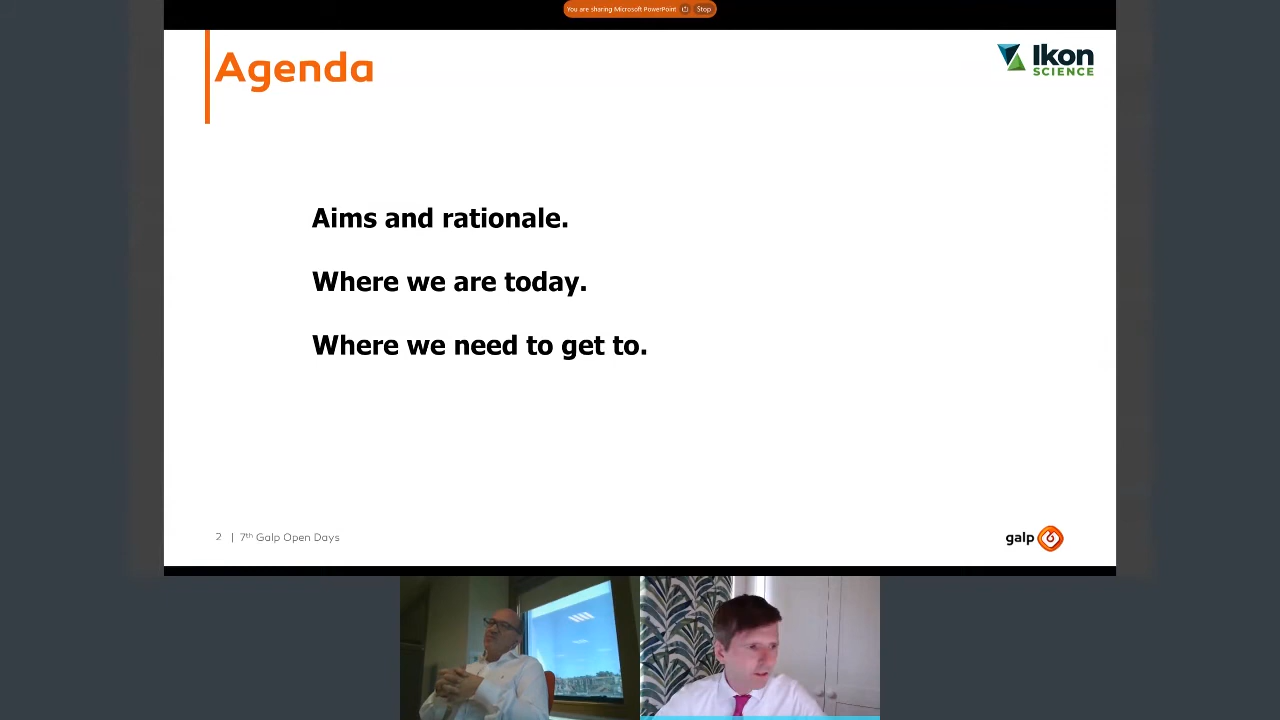 You are sharing Microsoft PowerPoint Stop
Agenda
Ikon
SCIENCE
Aims and rationale.
Where we are today.
Where we need to get to.
2 | 7th Galp Open Days
galp